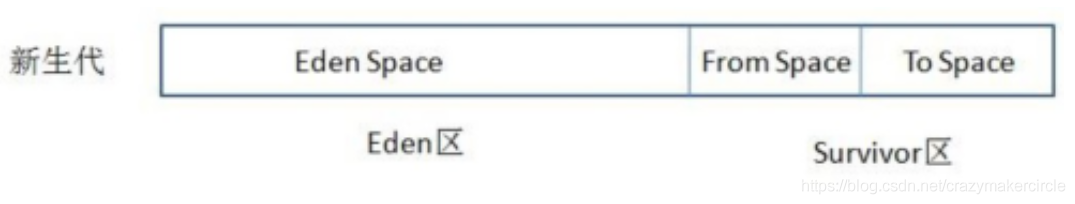 新生代 Eden Space From Space To Space
Eden区 Survivor区
https://blog.csdn.net/crazymakercircle